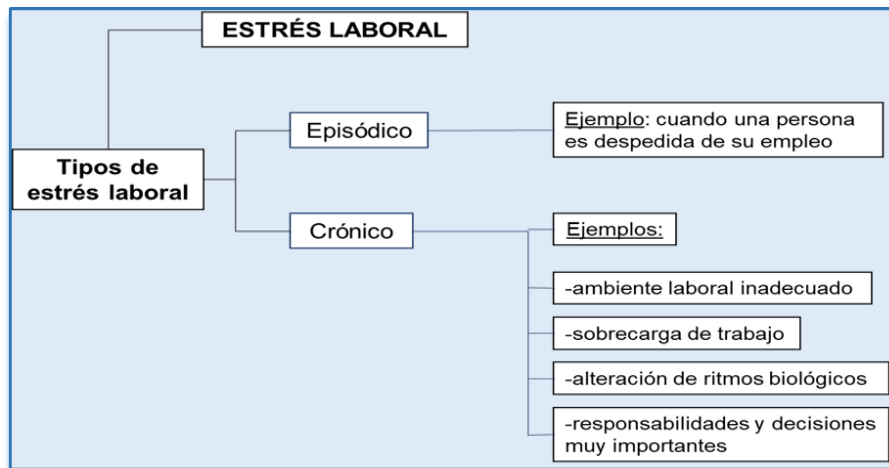 ESTRÉS LABORAL
Tipos de
estrés laboral
Episódico
Ejemplo: cuando una persona
es despedida de su empleo
Crónico
Ejemplos:
-ambiente laboral inadecuado
-sobrecarga de trabajo
-alteración de ritmos biológicos
-responsabilidades y decisiones
muy importantes